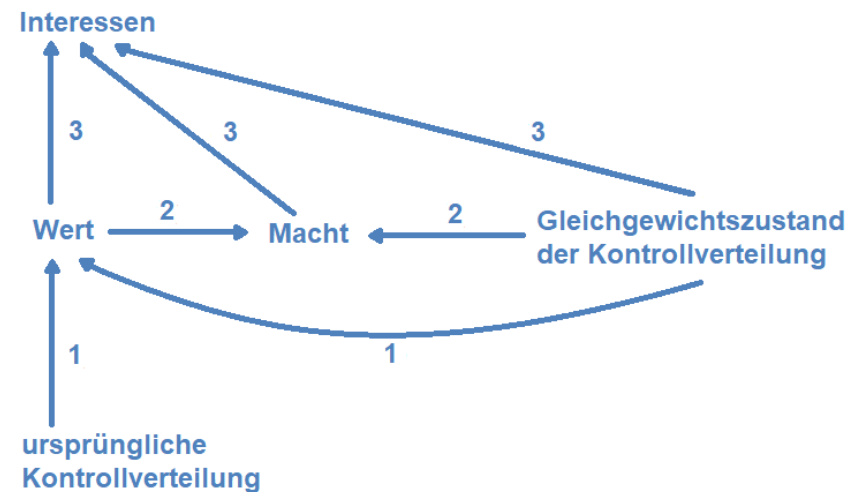 Interessen
3
3
3
Wert
2
Macht
2
Gleichgewichtszustand
der Kontrollverteilung
1
1
ursprüngliche
Kontrollverteilung